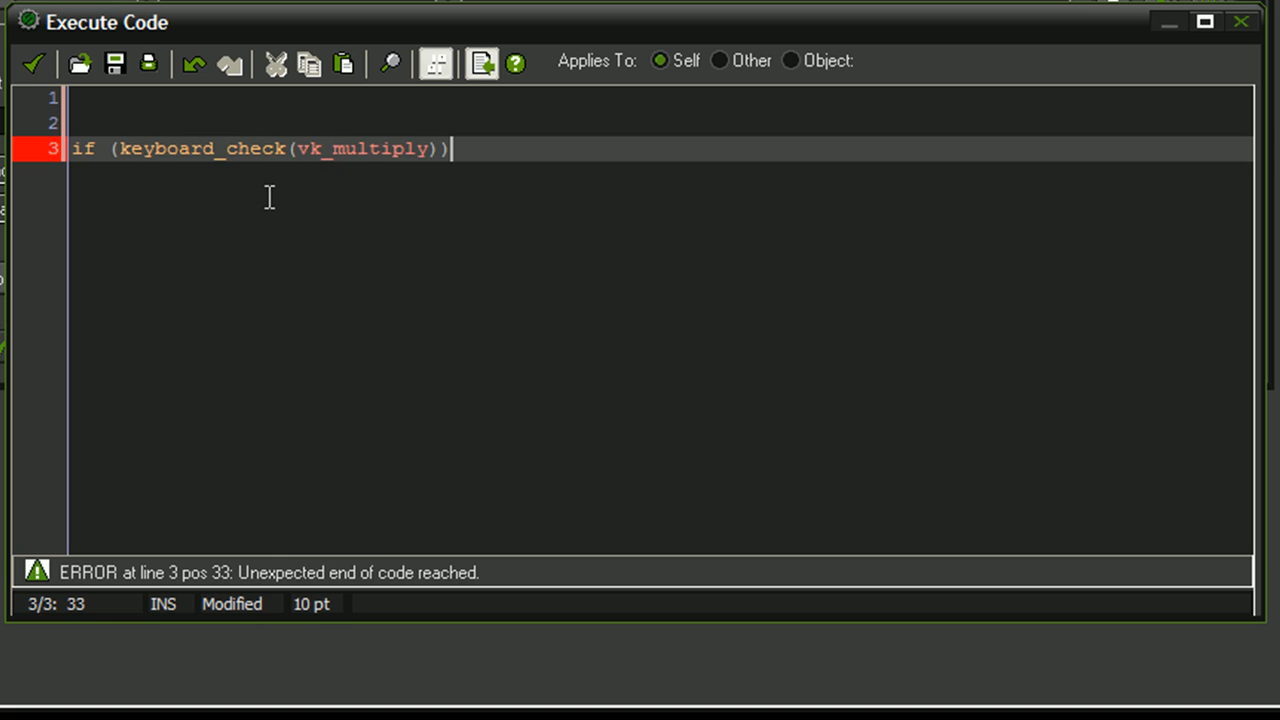 Execute Code
Applies To: Self Other Object:
1
2
3 if (keyboard_check(vk_multiply))
ERROR at line 3 pos 33: Unexpected end of code reached.
3/3: 33 INS Modified 10 pt